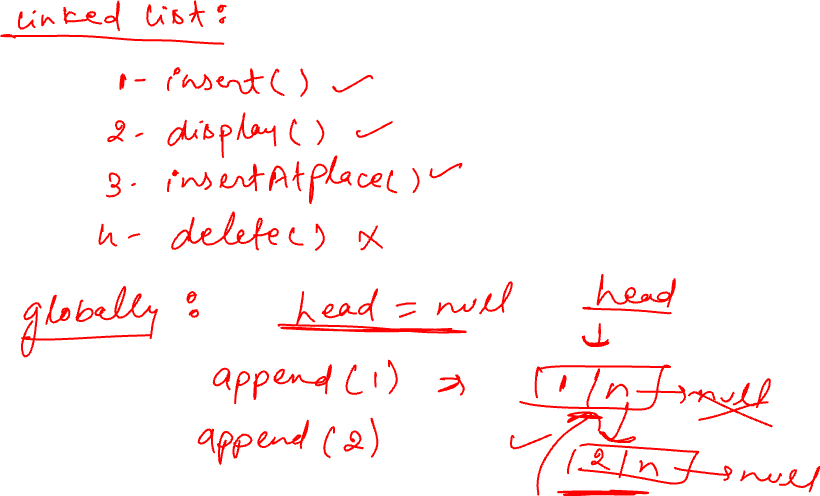 Linked List:
1- insert() ✓
2- display() ✓
3- insertAtplace() ✓
4- delete() ×
globally: head = null head
↓
append(1) ⇒ 1 | n → null
append(2) ✓ 2 | n → null